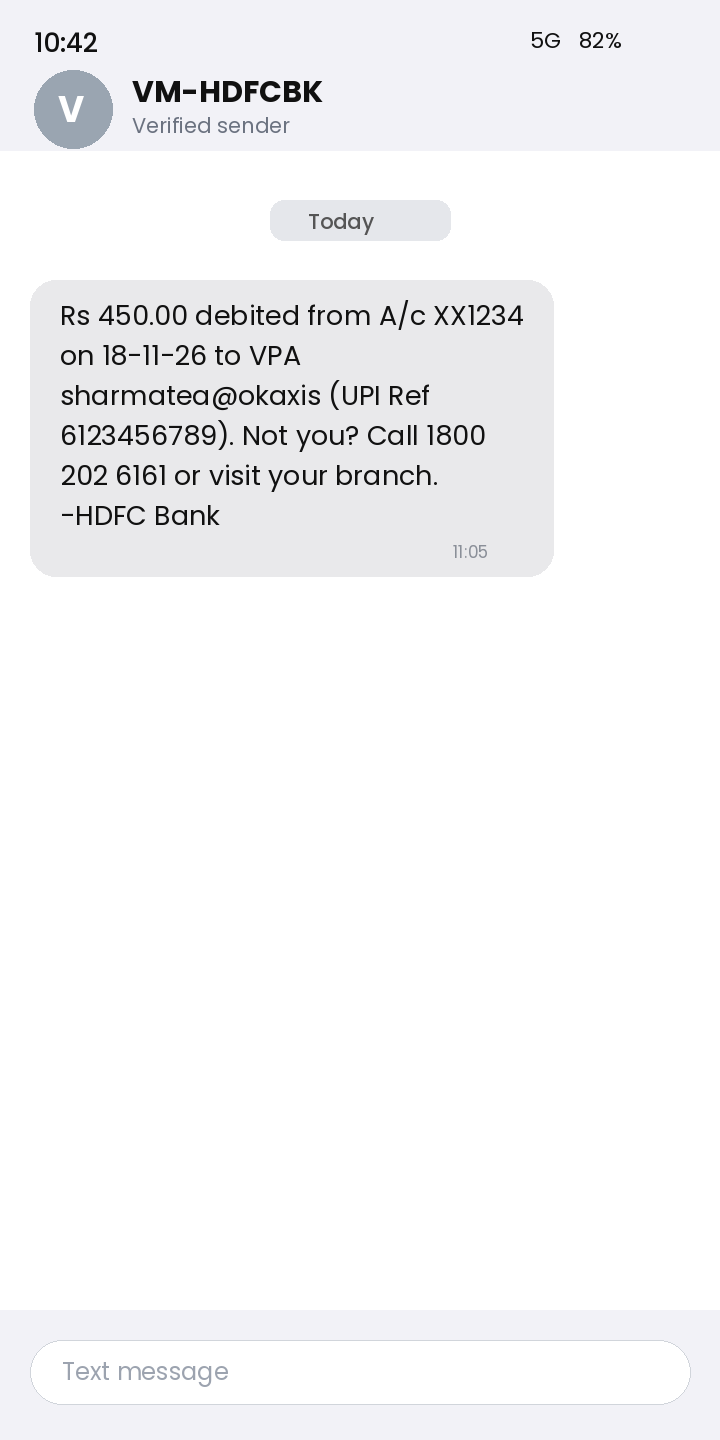 10:42
5G 82%
V
VM-HDFCBK
Verified sender
Today
Rs 450.00 debited from A/c XX1234
on 18-11-26 to VPA
sharmatea@okaxis (UPI Ref
6123456789). Not you? Call 1800
202 6161 or visit your branch.
-HDFC Bank
11:05
Text message